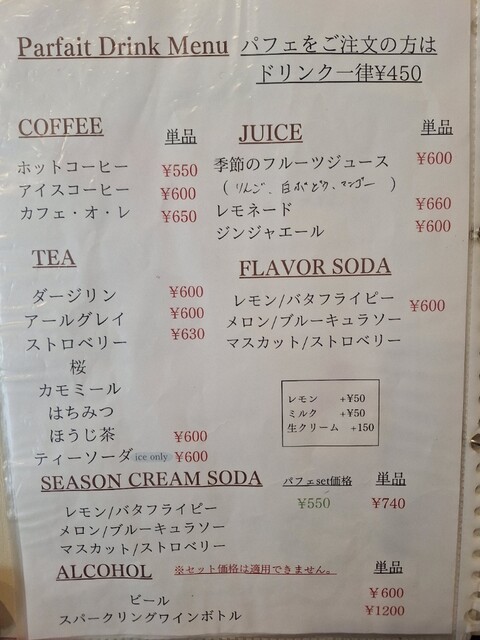 Parfait Drink Menu パフェをご注文の方は
ドリンク一律¥450
COFFEE 単品
ホットコーヒー ¥550
アイスコーヒー ¥600
カフェ・オ・レ ¥650
JUICE 単品
季節のフルーツジュース ¥600
(りんご、白ぶどう、マンゴー )
レモネード ¥660
ジンジャエール ¥600
TEA
ダージリン ¥600
アールグレイ ¥600
ストロベリー ¥630
桜
カモミール
はちみつ
ほうじ茶 ¥600
ティーソーダ ice only ¥600
FLAVOR SODA
レモン/バタフライピー ¥600
メロン/ブルーキュラソー
マスカット/ストロベリー
レモン +¥50
ミルク +¥50
生クリーム +150
SEASON CREAM SODA パフェset価格 単品
¥550 ¥740
レモン/バタフライピー
メロン/ブルーキュラソー
マスカット/ストロベリー
ALCOHOL ※セット価格は適用できません。 単品
ビール ¥600
スパークリングワインボトル ¥1200